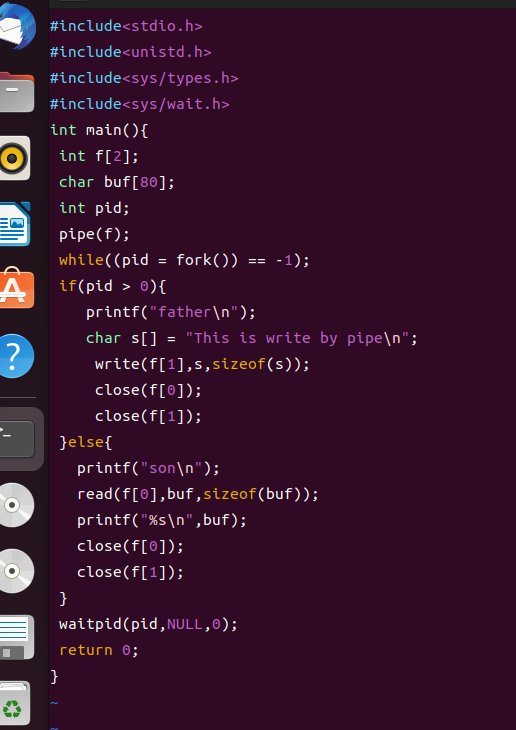 #include<stdio.h>
#include<unistd.h>
#include<sys/types.h>
#include<sys/wait.h>
int main(){
 int f[2];
 char buf[80];
 int pid;
 pipe(f);
 while((pid = fork()) == -1);
 if(pid > 0){
    printf("father\n");
    char s[] = "This is write by pipe\n";
     write(f[1],s,sizeof(s));
     close(f[0]);
     close(f[1]);
 }else{
   printf("son\n");
   read(f[0],buf,sizeof(buf));
   printf("%s\n",buf);
   close(f[0]);
   close(f[1]);
 }
 waitpid(pid,NULL,0);
 return 0;
}
~
~